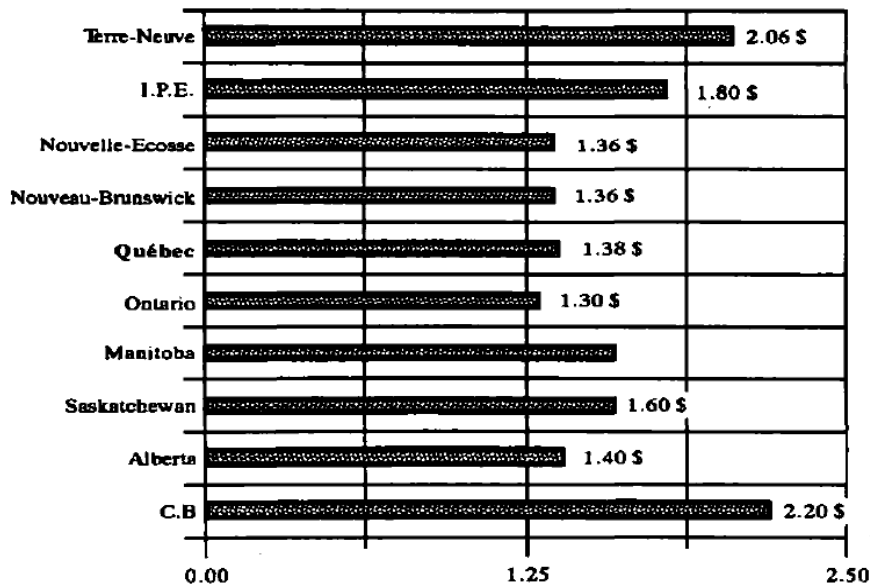 Terre-Neuve 2.06 $
I.P.E. 1.80 $
Nouvelle-Ecosse 1.36 $
Nouveau-Brunswick 1.36 $
Québec 1.38 $
Ontario 1.30 $
Manitoba
Saskatchewan 1.60 $
Alberta 1.40 $
C.B 2.20 $
0.00 1.25 2.50